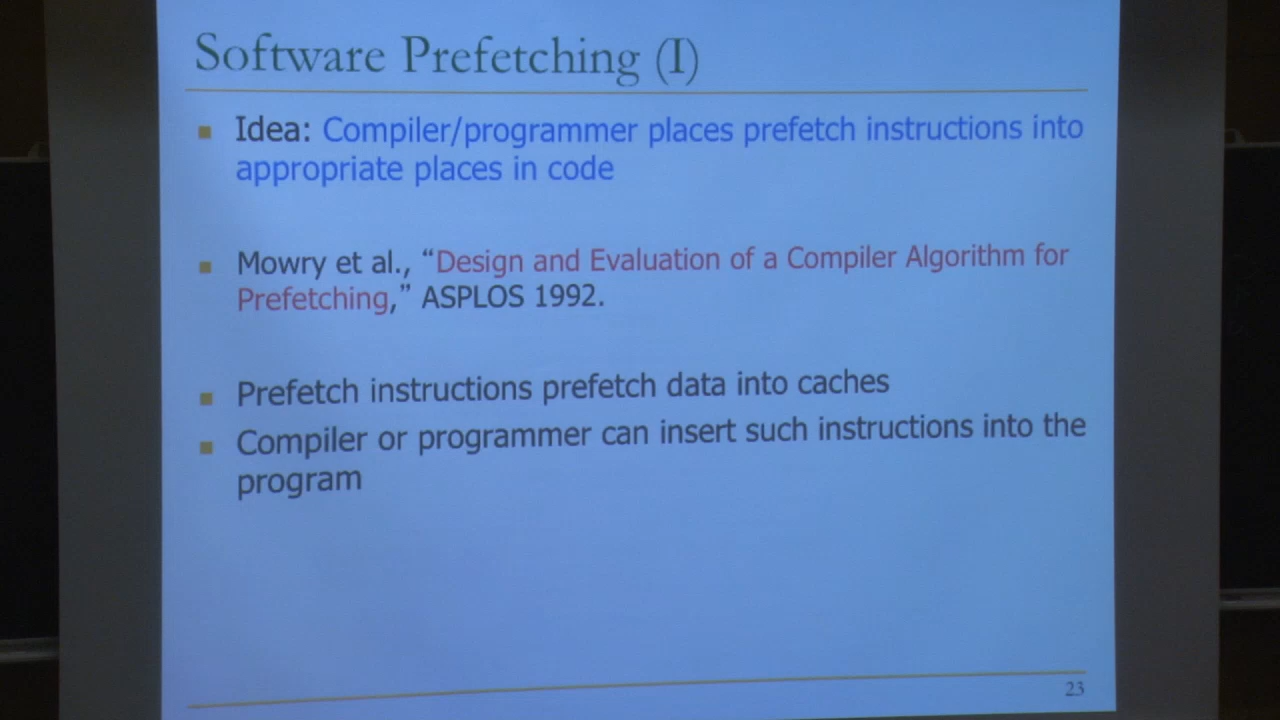 Software Prefetching (I)
Idea: Compiler/programmer places prefetch instructions into
appropriate places in code
Mowry et al., “Design and Evaluation of a Compiler Algorithm for
Prefetching,” ASPLOS 1992.
Prefetch instructions prefetch data into caches
Compiler or programmer can insert such instructions into the
program
23